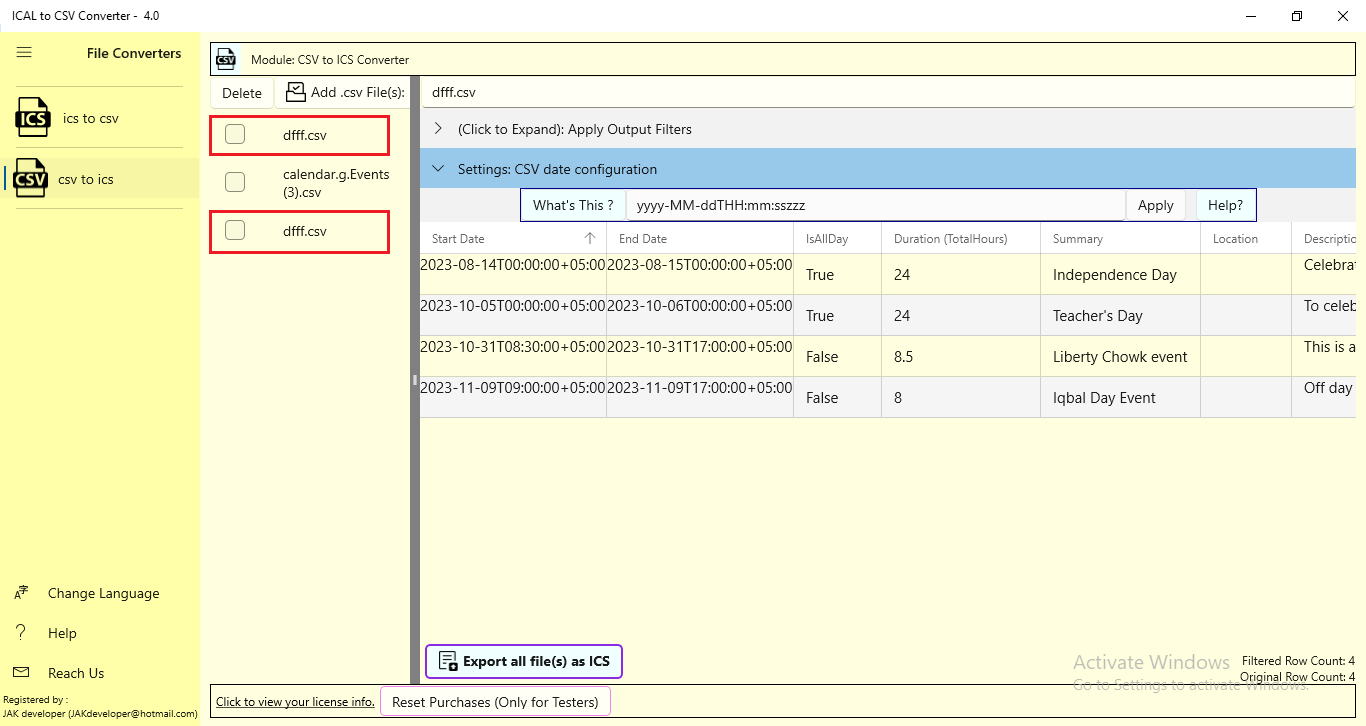 ICAL to CSV Converter - 4.0
File Converters
ICS
ics to csv
CSV
csv to ics
Change Language
Help
Reach Us
Registered by :
JAK developer (JAKdeveloper@hotmail.com)
CSV
Module: CSV to ICS Converter
Delete
Add .csv File(s):
dfff.csv
calendar.g.Events
(3).csv
dfff.csv
dfff.csv
(Click to Expand): Apply Output Filters
Settings: CSV date configuration
What's This ? yyyy-MM-ddTHH:mm:sszzz Apply Help?
Start Date End Date IsAllDay Duration (TotalHours) Summary Location Descriptio
2023-08-14T00:00:00+05:00 2023-08-15T00:00:00+05:00 True 24 Independence Day Celebrat
2023-10-05T00:00:00+05:00 2023-10-06T00:00:00+05:00 True 24 Teacher's Day To celeb
2023-10-31T08:30:00+05:00 2023-10-31T17:00:00+05:00 False 8.5 Liberty Chowk event This is a
2023-11-09T09:00:00+05:00 2023-11-09T17:00:00+05:00 False 8 Iqbal Day Event Off day
Export all file(s) as ICS
Activate Windows
Go to Settings to activate Windows.
Filtered Row Count: 4
Original Row Count: 4
Click to view your license info. Reset Purchases (Only for Testers)